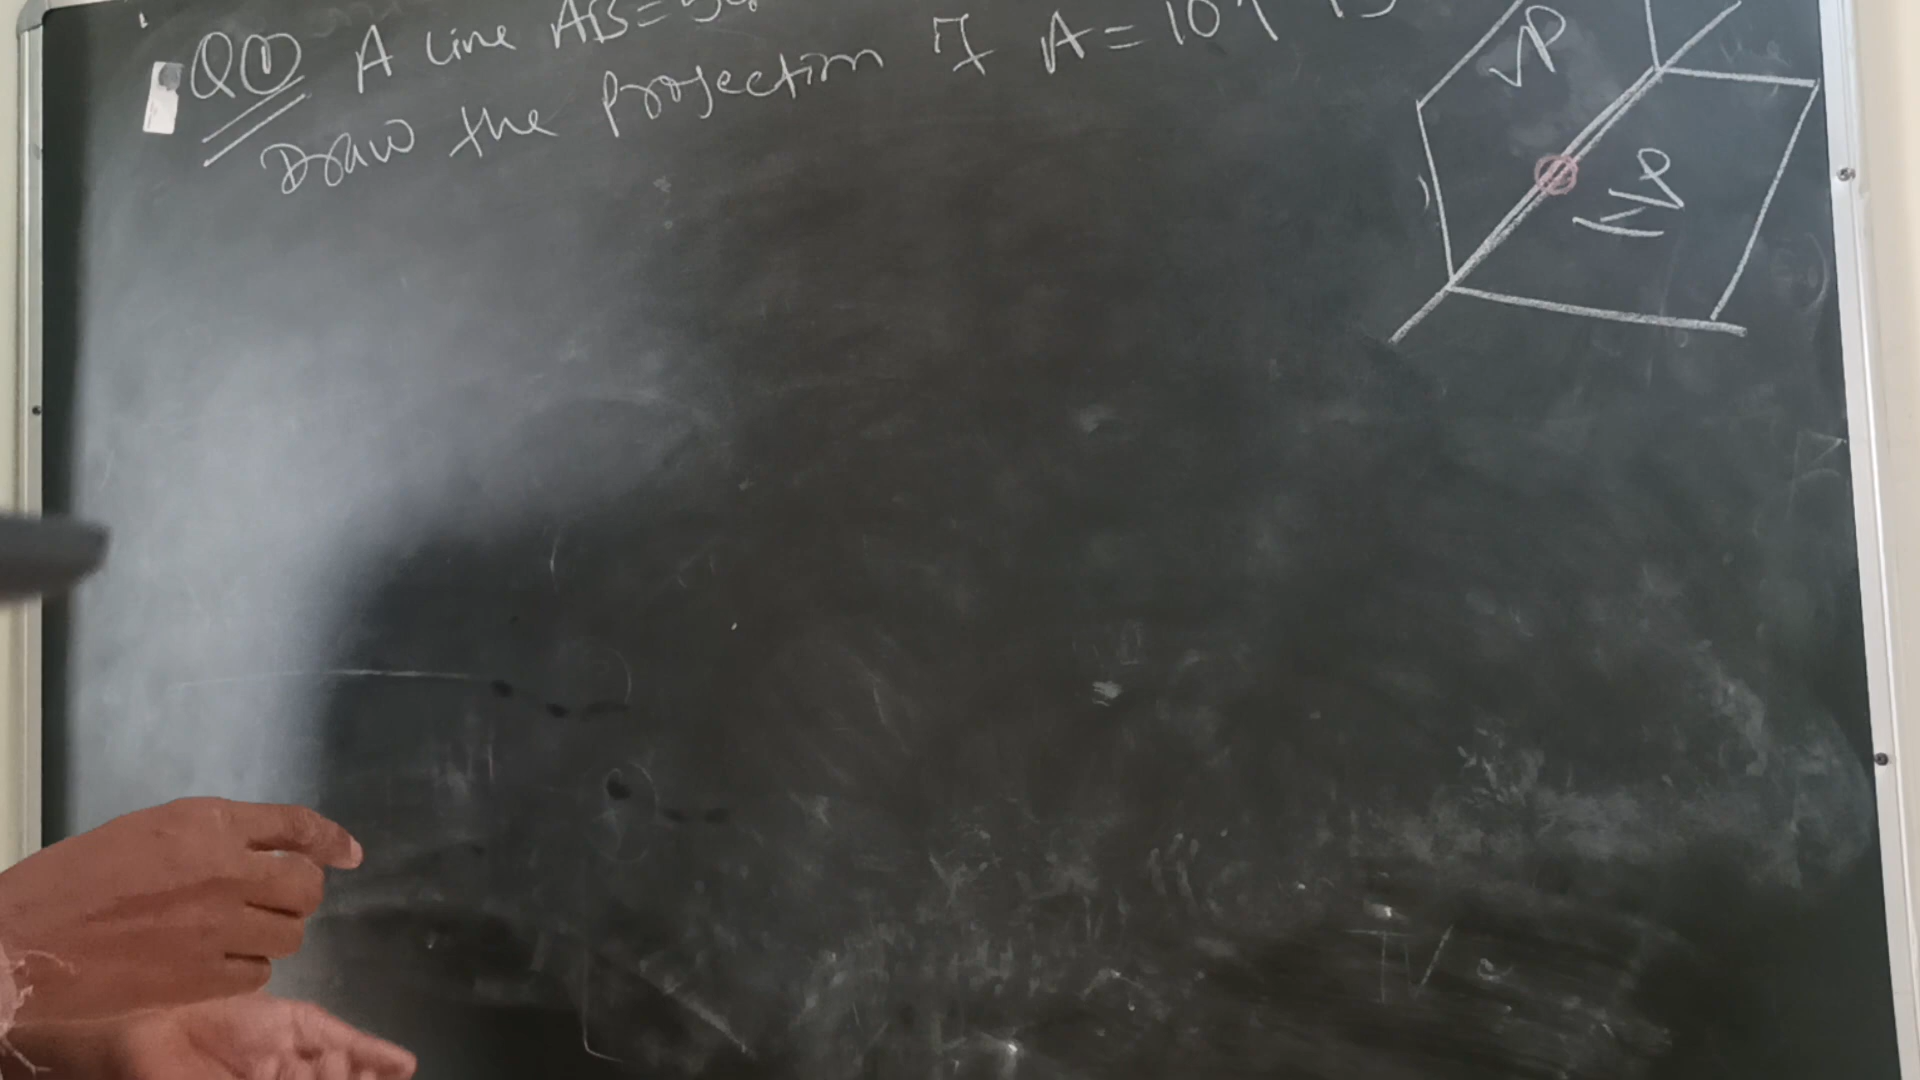 Q① A line AB=
Draw the Projection If A = 10,
VP
HP